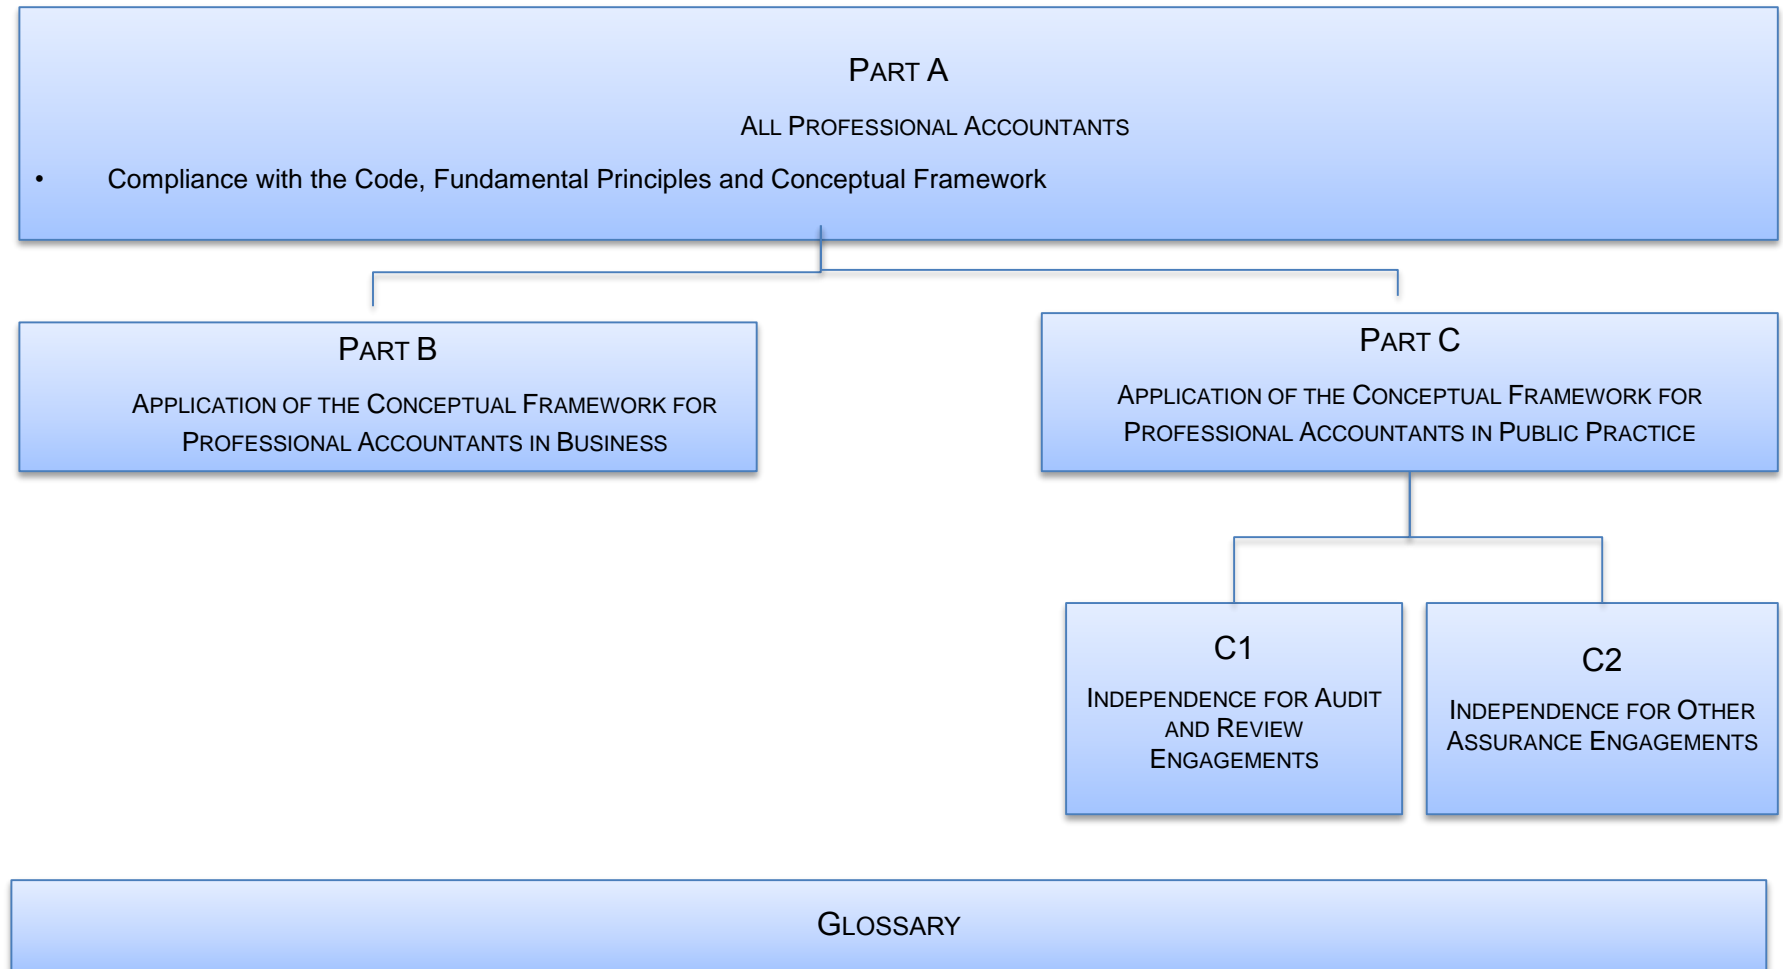 PART A
ALL PROFESSIONAL ACCOUNTANTS
• Compliance with the Code, Fundamental Principles and Conceptual Framework
PART B
APPLICATION OF THE CONCEPTUAL FRAMEWORK FOR
PROFESSIONAL ACCOUNTANTS IN BUSINESS
PART C
APPLICATION OF THE CONCEPTUAL FRAMEWORK FOR
PROFESSIONAL ACCOUNTANTS IN PUBLIC PRACTICE
C1
INDEPENDENCE FOR AUDIT
AND REVIEW
ENGAGEMENTS
C2
INDEPENDENCE FOR OTHER
ASSURANCE ENGAGEMENTS
GLOSSARY